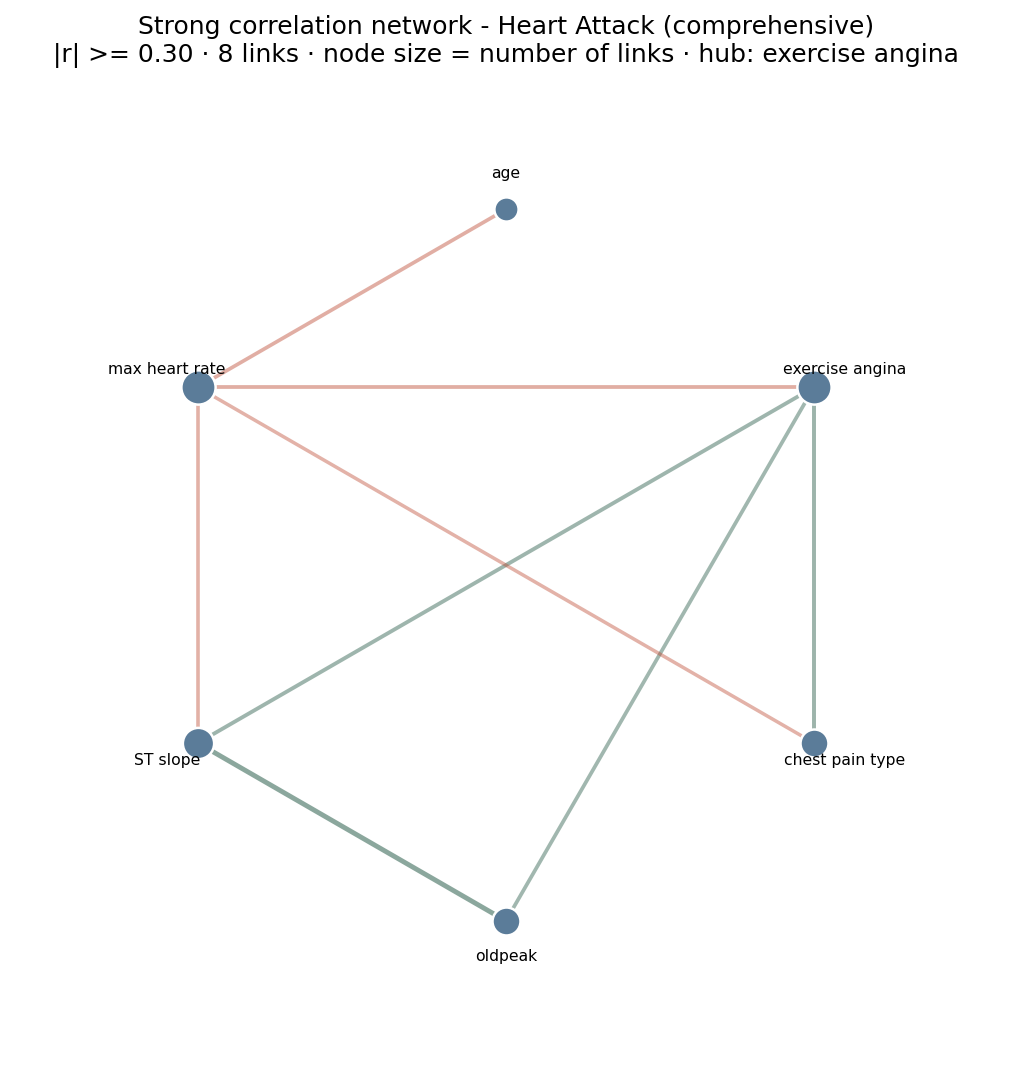 Strong correlation network - Heart Attack (comprehensive)
|r| >= 0.30 · 8 links · node size = number of links · hub: exercise angina
age
max heart rate
exercise angina
ST slope
chest pain type
oldpeak